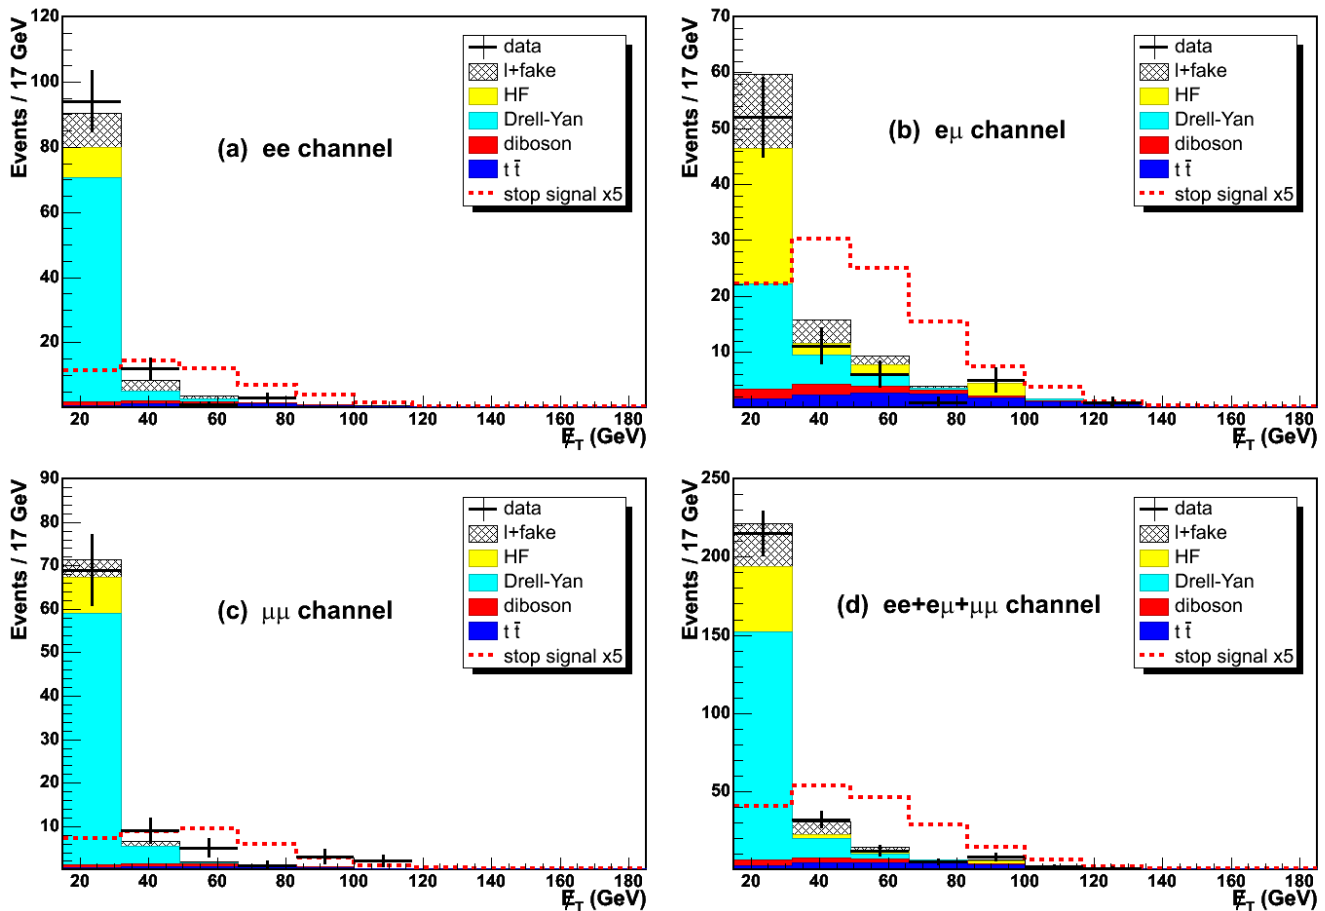 Events / 17 GeV
120
100
80
60
40
20
data
l+fake
HF
Drell-Yan
diboson
t t̄
stop signal x5
(a) ee channel
20 40 60 80 100 120 140 160 180
E̸T (GeV)
Events / 17 GeV
70
60
50
40
30
20
10
data
l+fake
HF
Drell-Yan
diboson
t t̄
stop signal x5
(b) eμ channel
20 40 60 80 100 120 140 160 180
E̸T (GeV)
Events / 17 GeV
90
80
70
60
50
40
30
20
10
data
l+fake
HF
Drell-Yan
diboson
t t̄
stop signal x5
(c) μμ channel
20 40 60 80 100 120 140 160 180
E̸T (GeV)
Events / 17 GeV
250
200
150
100
50
data
l+fake
HF
Drell-Yan
diboson
t t̄
stop signal x5
(d) ee+eμ+μμ channel
20 40 60 80 100 120 140 160 180
E̸T (GeV)